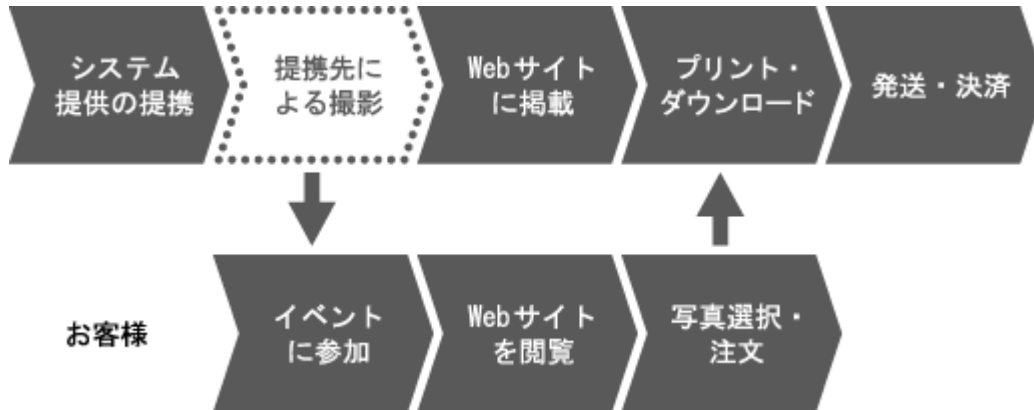 システム
提供の提携
提携先に
よる撮影
Webサイト
に掲載
プリント・
ダウンロード
発送・決済
お客様
イベント
に参加
Webサイト
を閲覧
写真選択・
注文